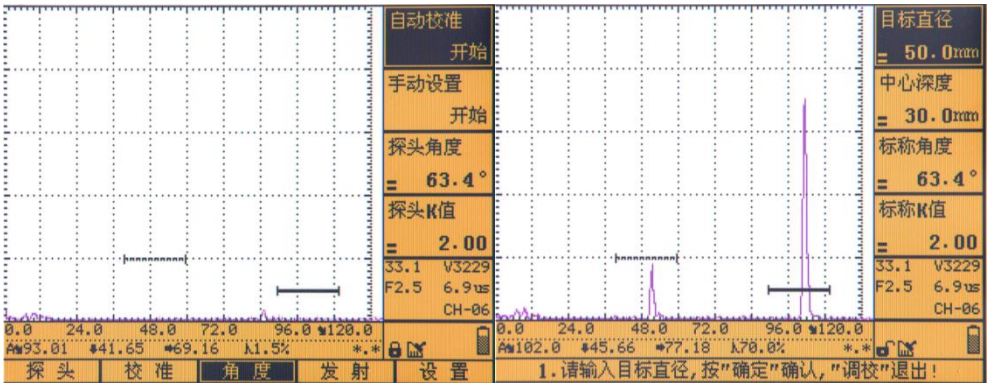 自动校准
开始
手动设置
开始
探头角度
= 63.4°
探头K值
= 2.00
33.1 V3229
F2.5 6.9us
CH-06
0.0 24.0 48.0 72.0 96.0 120.0
93.01 41.65 69.16 1.5% *.*
探头 校准 角度 发射 设置
目标直径
= 50.0mm
中心深度
= 30.0mm
标称角度
= 63.4°
标称K值
= 2.00
33.1 V3229
F2.5 6.9us
CH-06
0.0 24.0 48.0 72.0 96.0 120.0
102.0 45.66 77.18 70.0% *.*
1.请输入目标直径,按"确定"确认,"调校"退出!